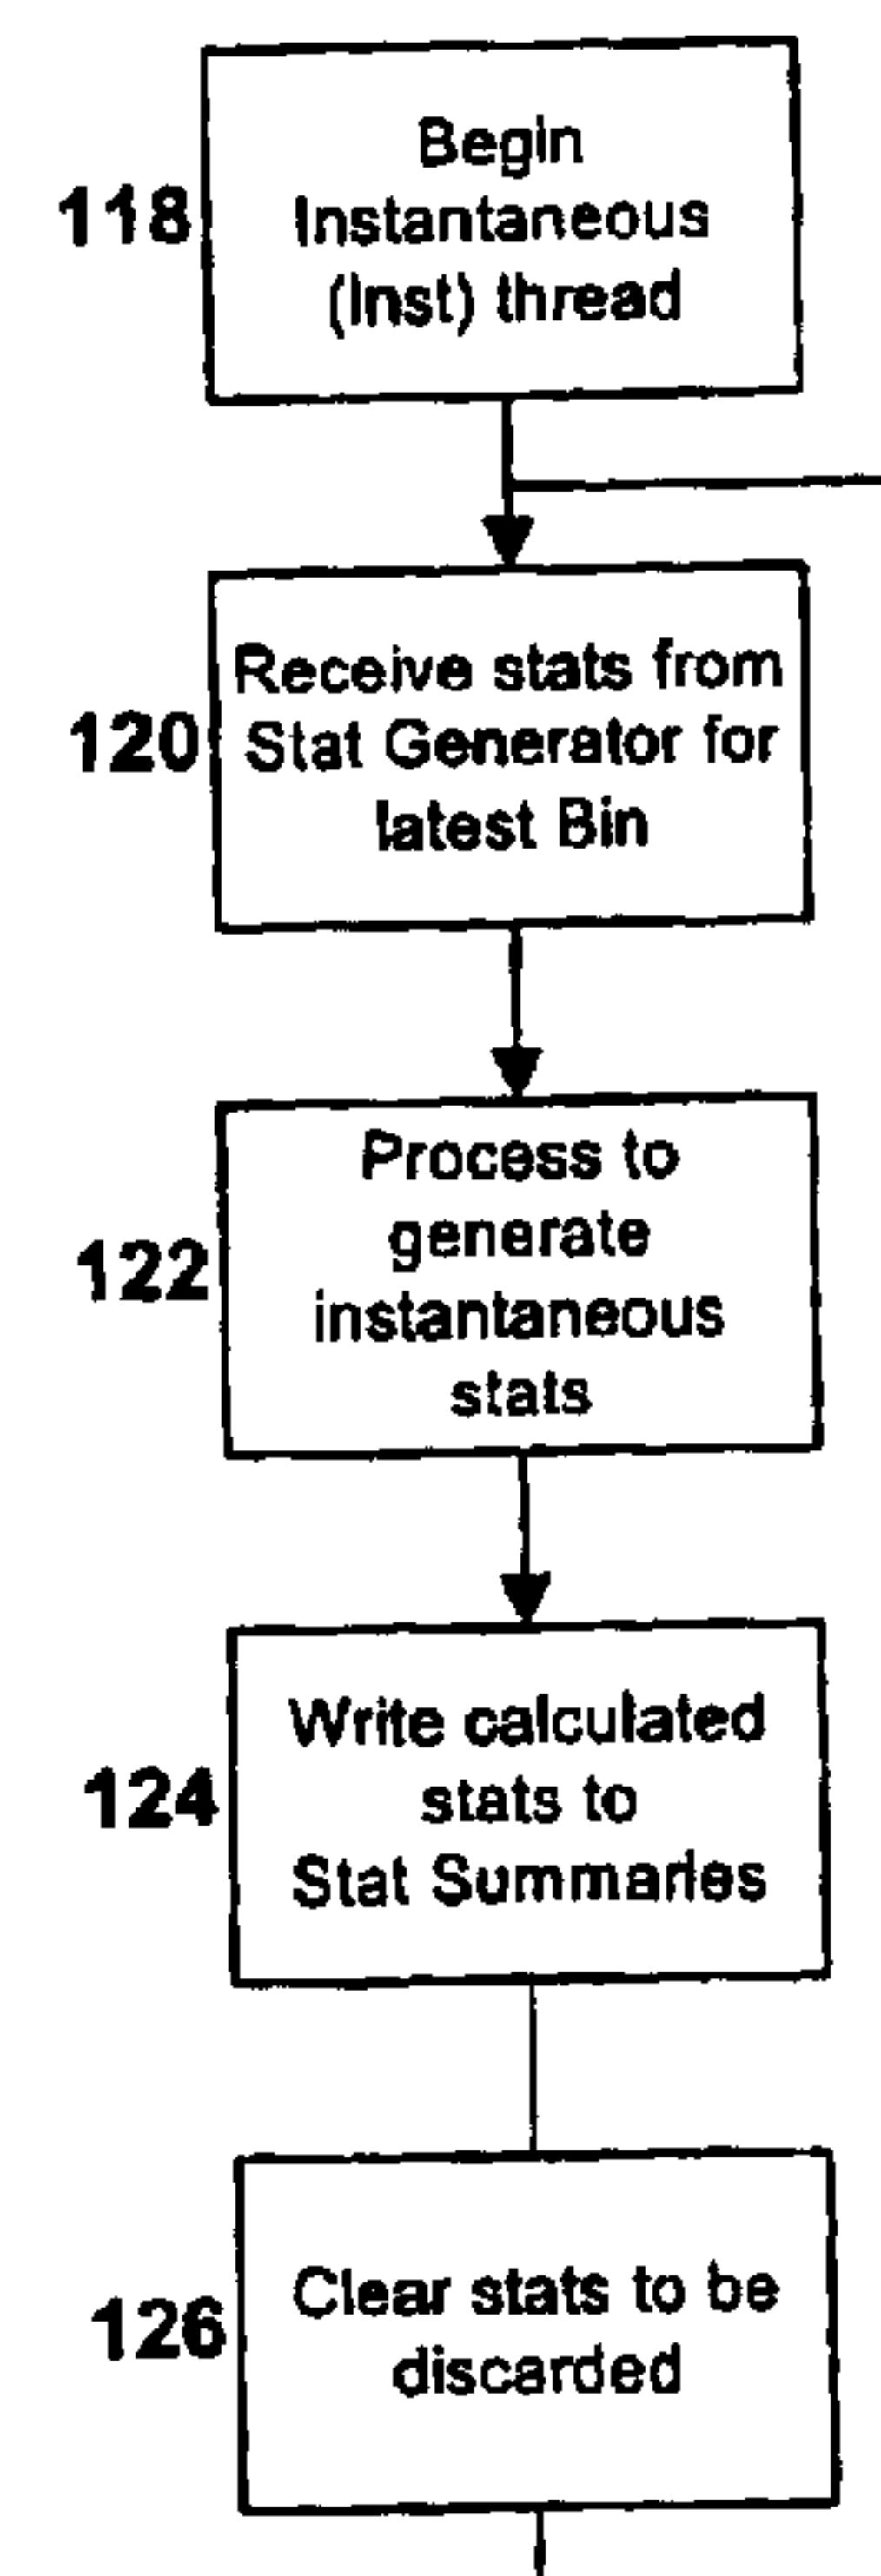 Begin
118
Instantaneous
(Inst) thread
Receive stats from
120
Stat Generator for
latest Bin
Process to
generate
122
instantaneous
stats
Write calculated
124
stats to
Stat Summaries
Clear stats to be
126
discarded